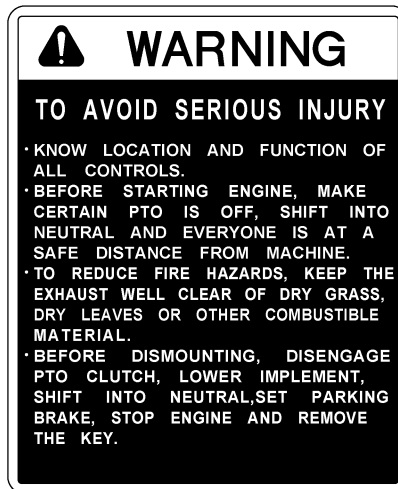 WARNING
TO AVOID SERIOUS INJURY
· KNOW LOCATION AND FUNCTION OF
ALL CONTROLS.
· BEFORE STARTING ENGINE, MAKE
CERTAIN PTO IS OFF, SHIFT INTO
NEUTRAL AND EVERYONE IS AT A
SAFE DISTANCE FROM MACHINE.
· TO REDUCE FIRE HAZARDS, KEEP THE
EXHAUST WELL CLEAR OF DRY GRASS,
DRY LEAVES OR OTHER COMBUSTIBLE
MATERIAL.
· BEFORE DISMOUNTING, DISENGAGE
PTO CLUTCH, LOWER IMPLEMENT,
SHIFT INTO NEUTRAL,SET PARKING
BRAKE, STOP ENGINE AND REMOVE
THE KEY.